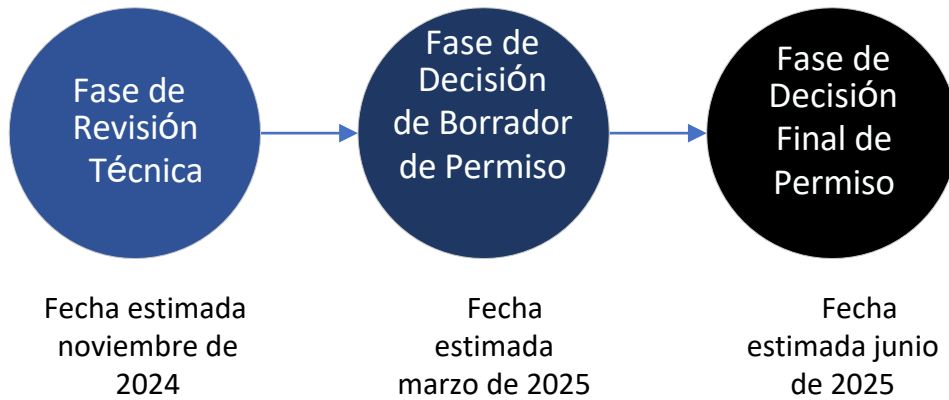 Fase de
Revisión
Técnica
Fase de
Decisión
de Borrador
de Permiso
Fase de
Decisión
Final de
Permiso
Fecha estimada
noviembre de
2024
Fecha
estimada
marzo de 2025
Fecha
estimada junio
de 2025